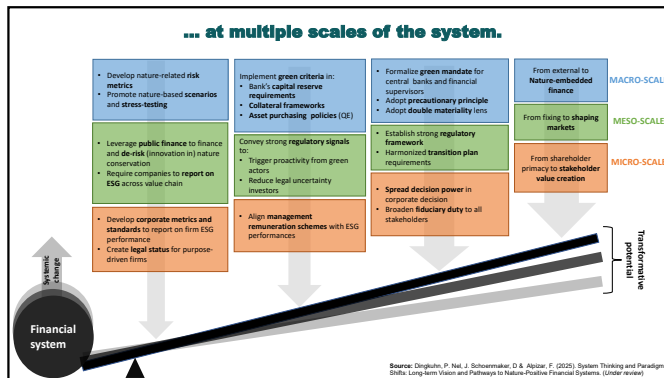 ... at multiple scales of the system.
• Develop nature-related risk
metrics
• Promote nature-based scenarios
and stress-testing
• Leverage public finance to finance
and de-risk (innovation in) nature
conservation
• Require companies to report on
ESG across value chain
• Develop corporate metrics and
standards to report on firm ESG
performance
• Create legal status for purpose-
driven firms
Implement green criteria in:
• Bank's capital reserve
requirements
• Collateral frameworks
• Asset purchasing policies (QE)
Convey strong regulatory signals
to:
• Trigger proactivity from green
actors
• Reduce legal uncertainty
investors
• Align management
remuneration schemes with ESG
performances
• Formalize green mandate for
central banks and financial
supervisors
• Adopt precautionary principle
• Adopt double materiality lens
• Establish strong regulatory
framework
• Harmonized transition plan
requirements
• Spread decision power in
corporate decision
• Broaden fiduciary duty to all
stakeholders
From external to
Nature-embedded
finance
From fixing to shaping
markets
From shareholder
primacy to stakeholder
value creation
MACRO-SCALE
MESO-SCALE
MICRO-SCALE
Systemic
change
Financial
system
Transformative
potential
Source: Dingkuhn, P. Nel, J. Schoenmaker, D & Alpizar, F. (2025). System Thinking and Paradigm
Shifts: Long-term Vision and Pathways to Nature-Positive Financial Systems. (Under review)